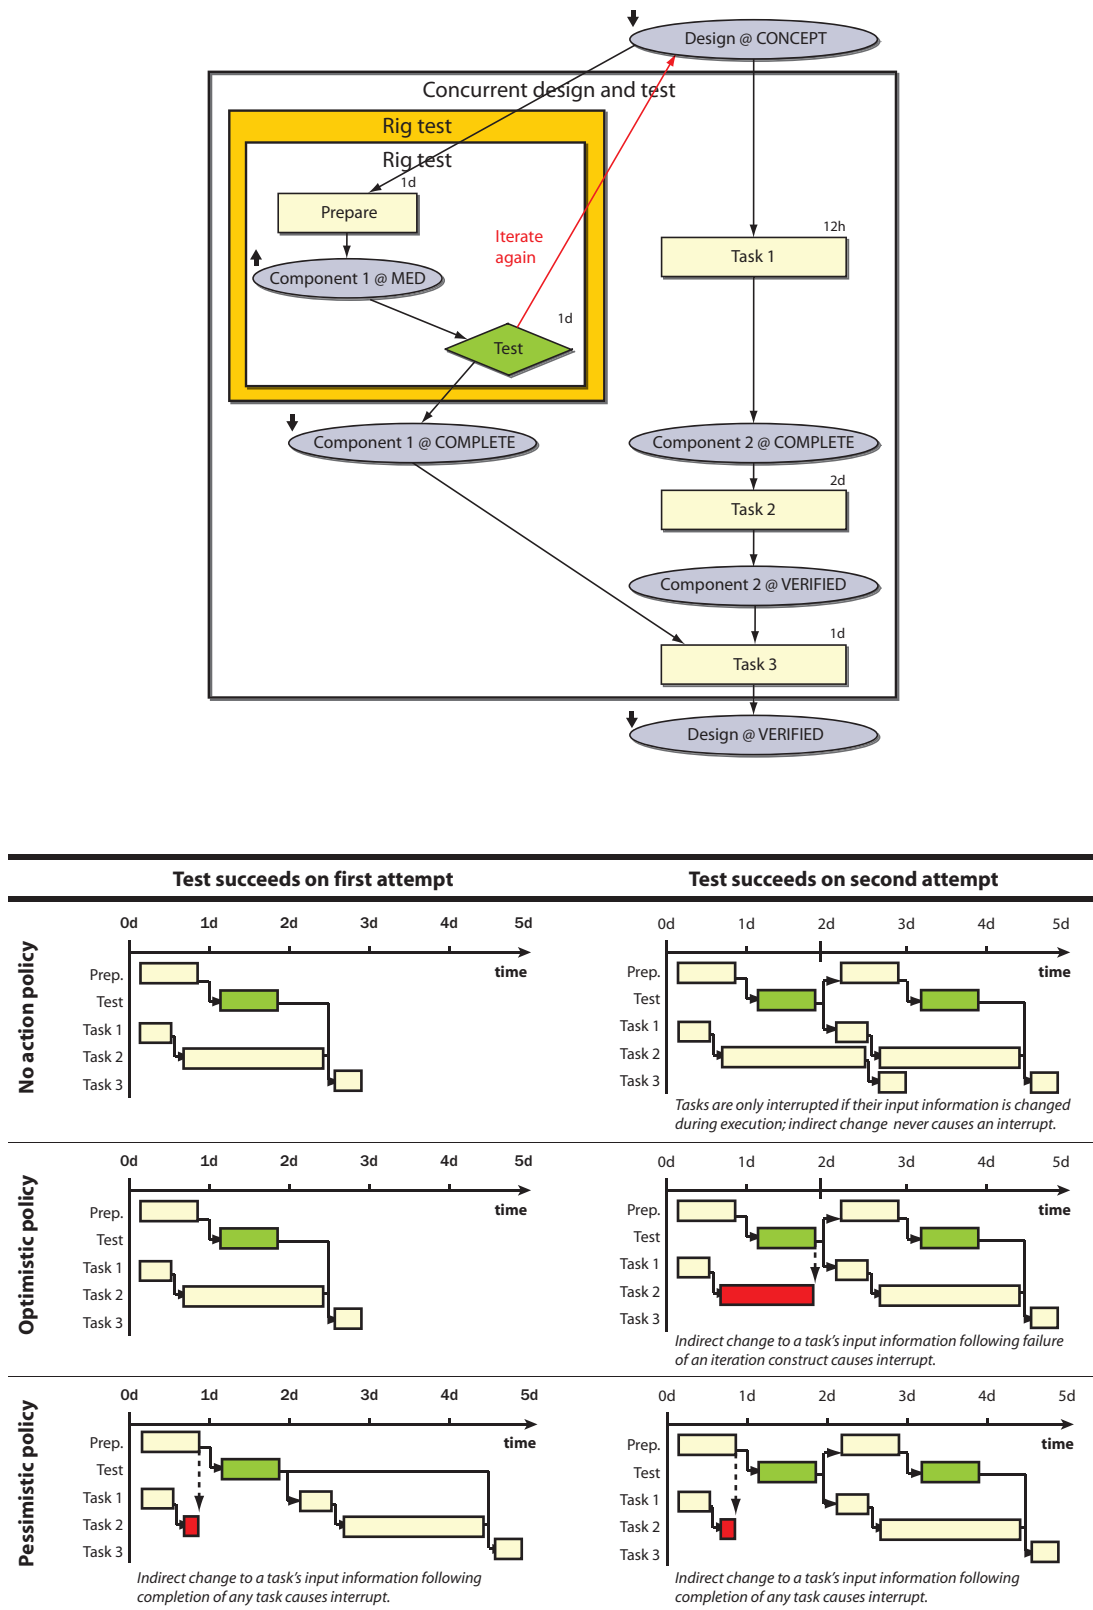 Design @ CONCEPT
Concurrent design and test
Rig test
Rig test
1d
Prepare
Iterate
again
12h
Task 1
Component 1 @ MED
1d
Test
Component 1 @ COMPLETE
Component 2 @ COMPLETE
2d
Task 2
Component 2 @ VERIFIED
1d
Task 3
Design @ VERIFIED
Test succeeds on first attempt
Test succeeds on second attempt
No action policy
0d 1d 2d 3d 4d 5d
time
Prep.
Test
Task 1
Task 2
Task 3
0d 1d 2d 3d 4d 5d
time
Prep.
Test
Task 1
Task 2
Task 3
Tasks are only interrupted if their input information is changed
during execution; indirect change never causes an interrupt.
Optimistic policy
0d 1d 2d 3d 4d 5d
time
Prep.
Test
Task 1
Task 2
Task 3
0d 1d 2d 3d 4d 5d
time
Prep.
Test
Task 1
Task 2
Task 3
Indirect change to a task's input information following failure
of an iteration construct causes interrupt.
Pessimistic policy
0d 1d 2d 3d 4d 5d
time
Prep.
Test
Task 1
Task 2
Task 3
Indirect change to a task's input information following
completion of any task causes interrupt.
0d 1d 2d 3d 4d 5d
time
Prep.
Test
Task 1
Task 2
Task 3
Indirect change to a task's input information following
completion of any task causes interrupt.